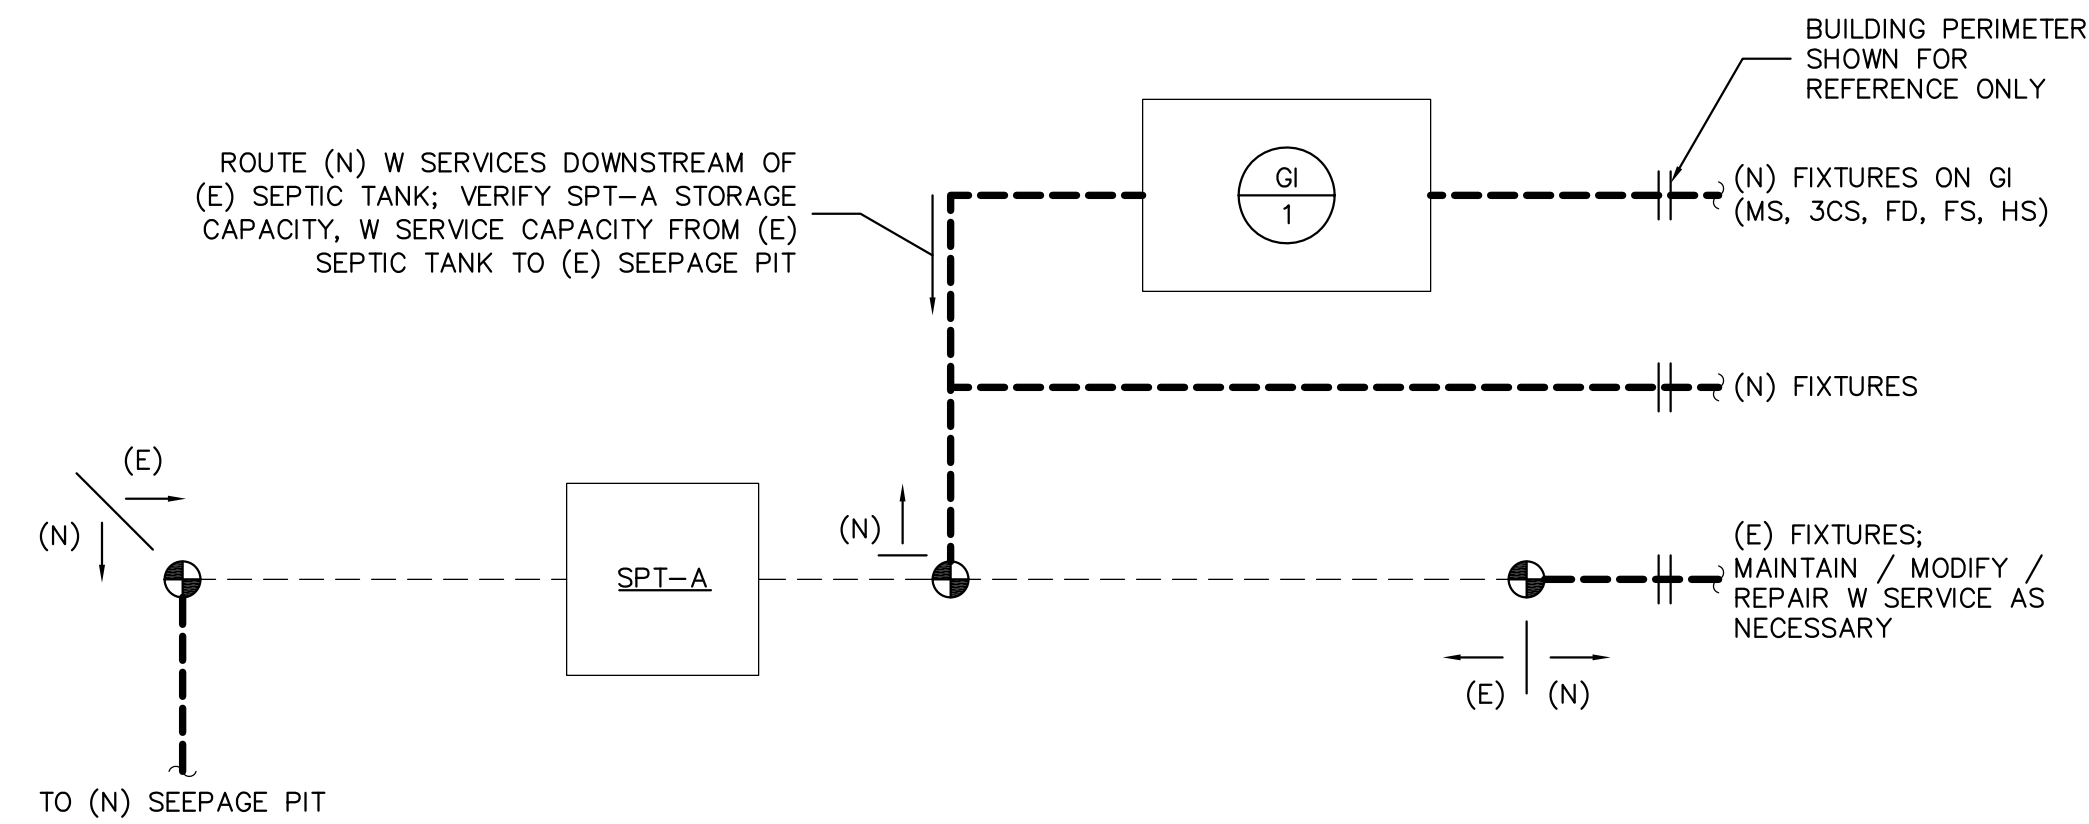 BUILDING PERIMETER
SHOWN FOR
REFERENCE ONLY
ROUTE (N) W SERVICES DOWNSTREAM OF
(E) SEPTIC TANK; VERIFY SPT-A STORAGE
CAPACITY, W SERVICE CAPACITY FROM (E)
SEPTIC TANK TO (E) SEEPAGE PIT
GI
1
(N) FIXTURES ON GI
(MS, 3CS, FD, FS, HS)
(N) FIXTURES
(E)
(N)
SPT-A
(N)
(E) FIXTURES;
MAINTAIN / MODIFY /
REPAIR W SERVICE AS
NECESSARY
(E)
(N)
TO (N) SEEPAGE PIT